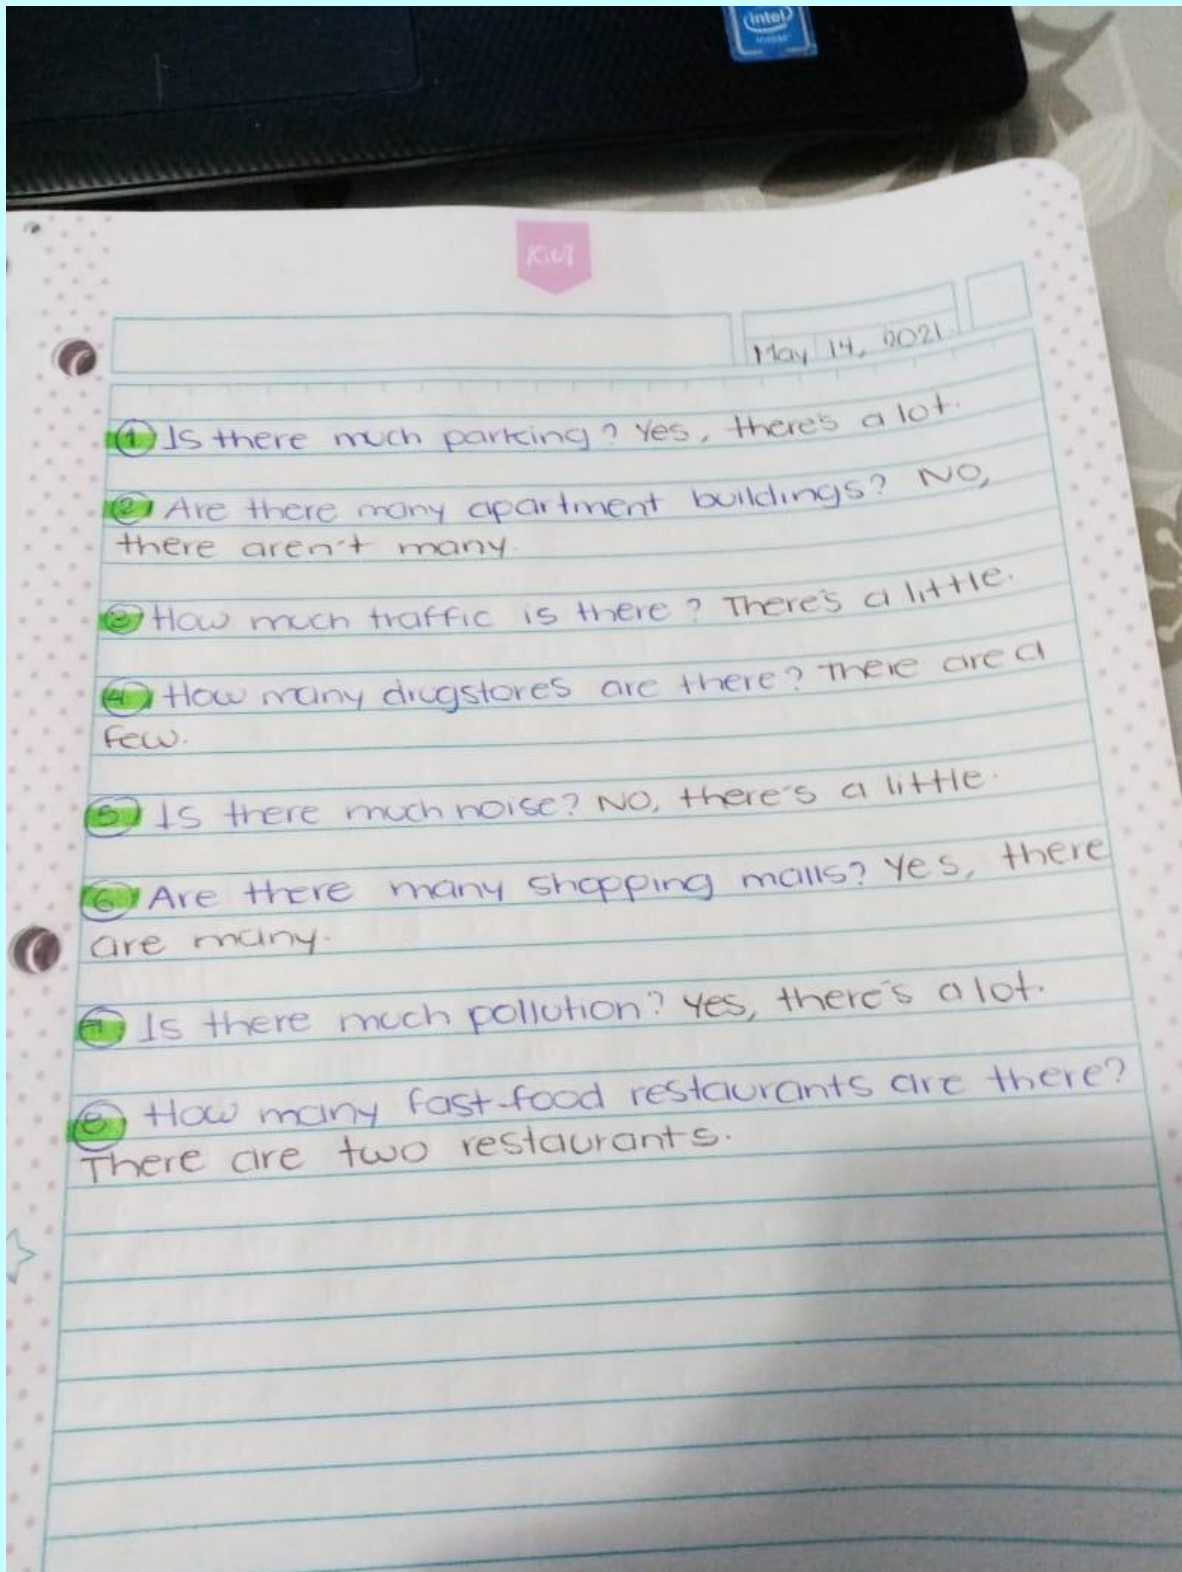 intel
inside
Kiut
May 14, 2021.
① Is there much parking? Yes, there's a lot.
② Are there many apartment buildings? No,
there aren't many.
③ How much traffic is there? There's a little.
④ How many drugstores are there? There are a
few.
⑤ Is there much noise? No, there's a little.
⑥ Are there many shopping malls? Yes, there
are many.
⑦ Is there much pollution? Yes, there's a lot.
⑧ How many fast-food restaurants are there?
There are two restaurants.